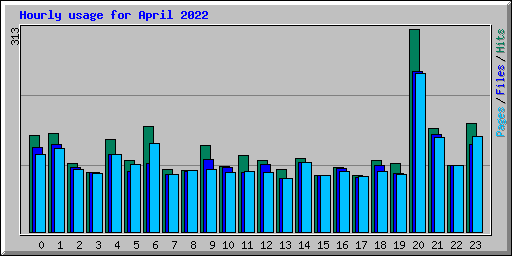 Hourly usage for April 2022
313
Pages / Files / Hits
0 1 2 3 4 5 6 7 8 9 10 11 12 13 14 15 16 17 18 19 20 21 22 23